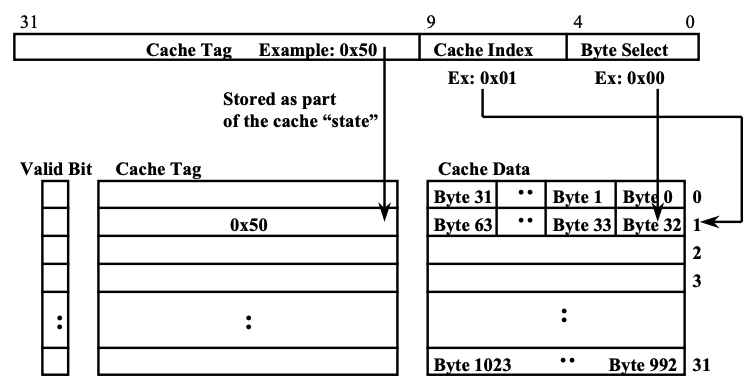 31 9 4 0
Cache Tag Example: 0x50 Cache Index Byte Select
Ex: 0x01 Ex: 0x00
Stored as part
of the cache “state”
Valid Bit Cache Tag Cache Data
Byte 31 ·· Byte 1 Byte 0 0
0x50 Byte 63 ·· Byte 33 Byte 32 1
2
3
: : :
Byte 1023 ·· Byte 992 31